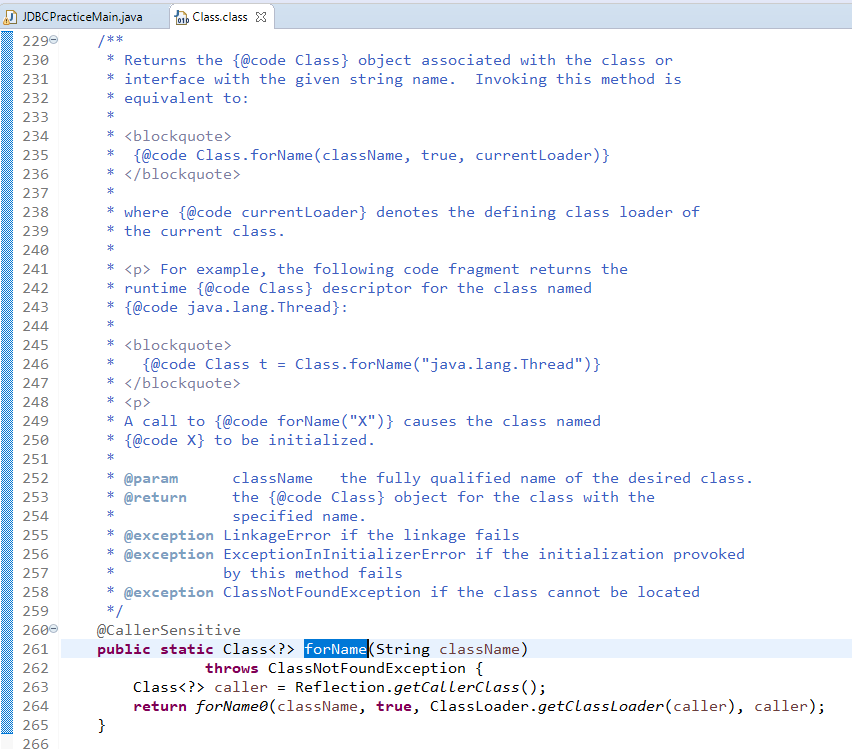 JDBCPracticeMain.java Class.class
229 /**
230 * Returns the {@code Class} object associated with the class or
231 * interface with the given string name.  Invoking this method is
232 * equivalent to:
233 *
234 * <blockquote>
235 *  {@code Class.forName(className, true, currentLoader)}
236 * </blockquote>
237 *
238 * where {@code currentLoader} denotes the defining class loader of
239 * the current class.
240 *
241 * <p> For example, the following code fragment returns the
242 * runtime {@code Class} descriptor for the class named
243 * {@code java.lang.Thread}:
244 *
245 * <blockquote>
246 *   {@code Class t = Class.forName("java.lang.Thread")}
247 * </blockquote>
248 * <p>
249 * A call to {@code forName("X")} causes the class named
250 * {@code X} to be initialized.
251 *
252 * @param      className   the fully qualified name of the desired class.
253 * @return     the {@code Class} object for the class with the
254 *             specified name.
255 * @exception LinkageError if the linkage fails
256 * @exception ExceptionInInitializerError if the initialization provoked
257 *            by this method fails
258 * @exception ClassNotFoundException if the class cannot be located
259 */
260 @CallerSensitive
261 public static Class<?> forName(String className)
262             throws ClassNotFoundException {
263     Class<?> caller = Reflection.getCallerClass();
264     return forName0(className, true, ClassLoader.getClassLoader(caller), caller);
265 }
266